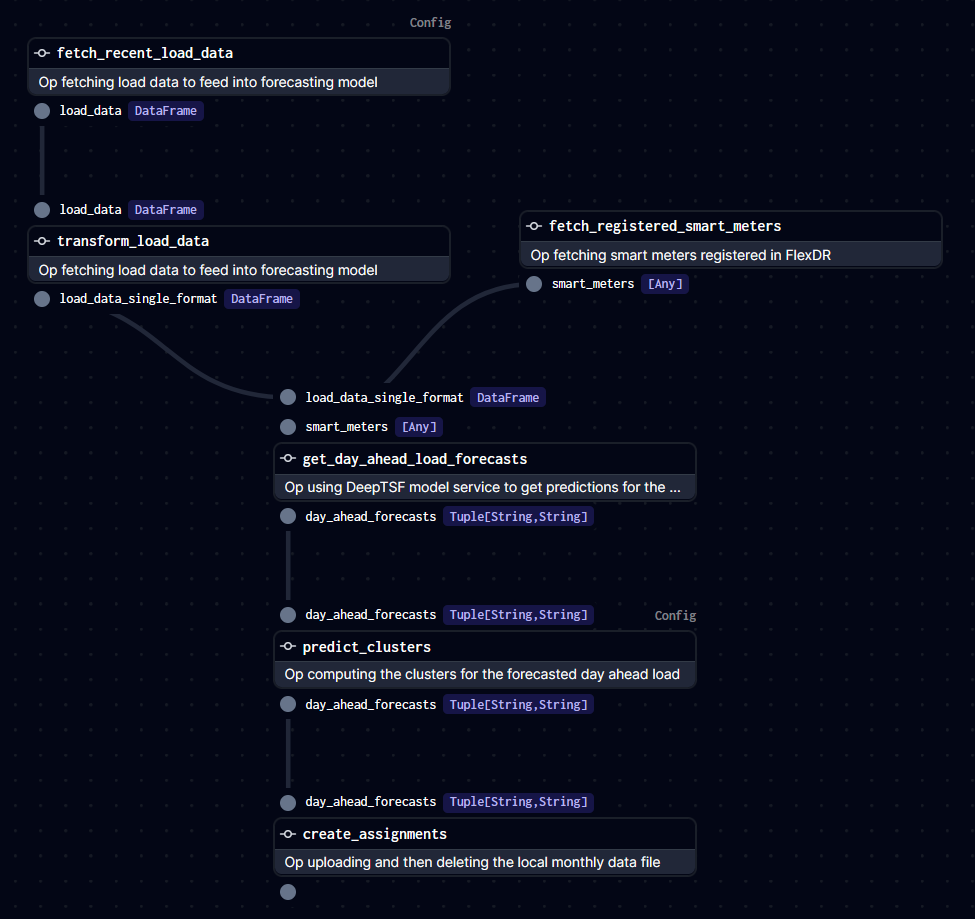 Config
fetch_recent_load_data
Op fetching load data to feed into forecasting model
load_data DataFrame
load_data DataFrame
transform_load_data
Op fetching load data to feed into forecasting model
load_data_single_format DataFrame
fetch_registered_smart_meters
Op fetching smart meters registered in FlexDR
smart_meters [Any]
load_data_single_format DataFrame
smart_meters [Any]
get_day_ahead_load_forecasts
Op using DeepTSF model service to get predictions for the ...
day_ahead_forecasts Tuple[String,String]
day_ahead_forecasts Tuple[String,String]
Config
predict_clusters
Op computing the clusters for the forecasted day ahead load
day_ahead_forecasts Tuple[String,String]
day_ahead_forecasts Tuple[String,String]
create_assignments
Op uploading and then deleting the local monthly data file